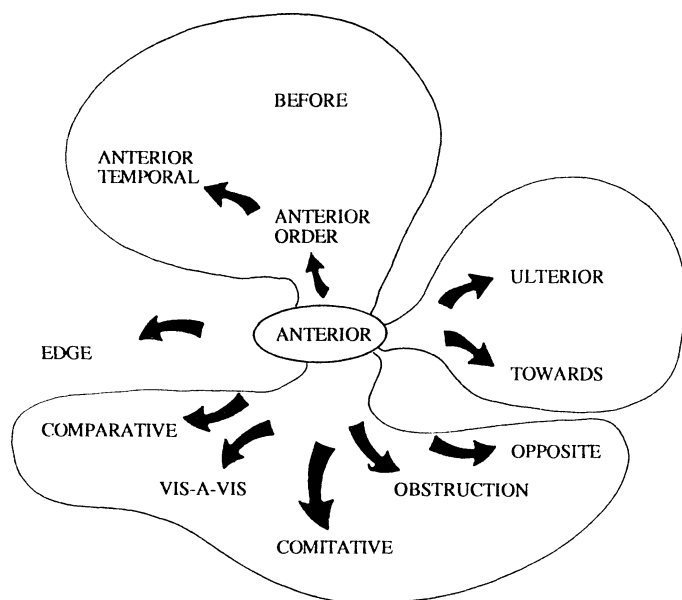 BEFORE
ANTERIOR
TEMPORAL
ANTERIOR
ORDER
ULTERIOR
ANTERIOR
EDGE
TOWARDS
COMPARATIVE
OPPOSITE
VIS-A-VIS
OBSTRUCTION
COMITATIVE